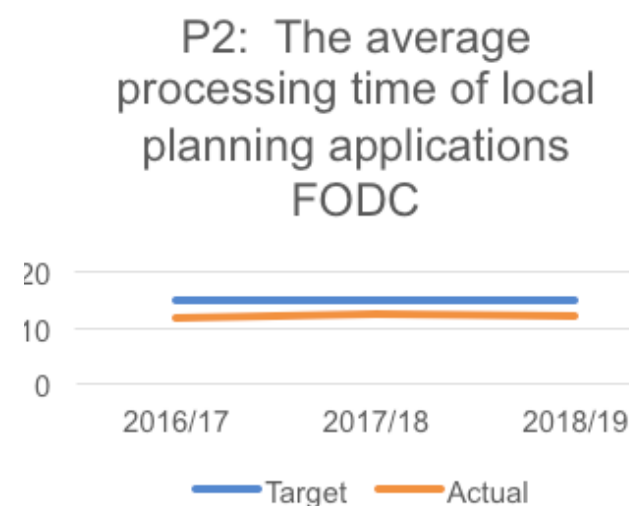 P2: The average
processing time of local
planning applications
FODC
20
10
0
2016/17 2017/18 2018/19
Target Actual